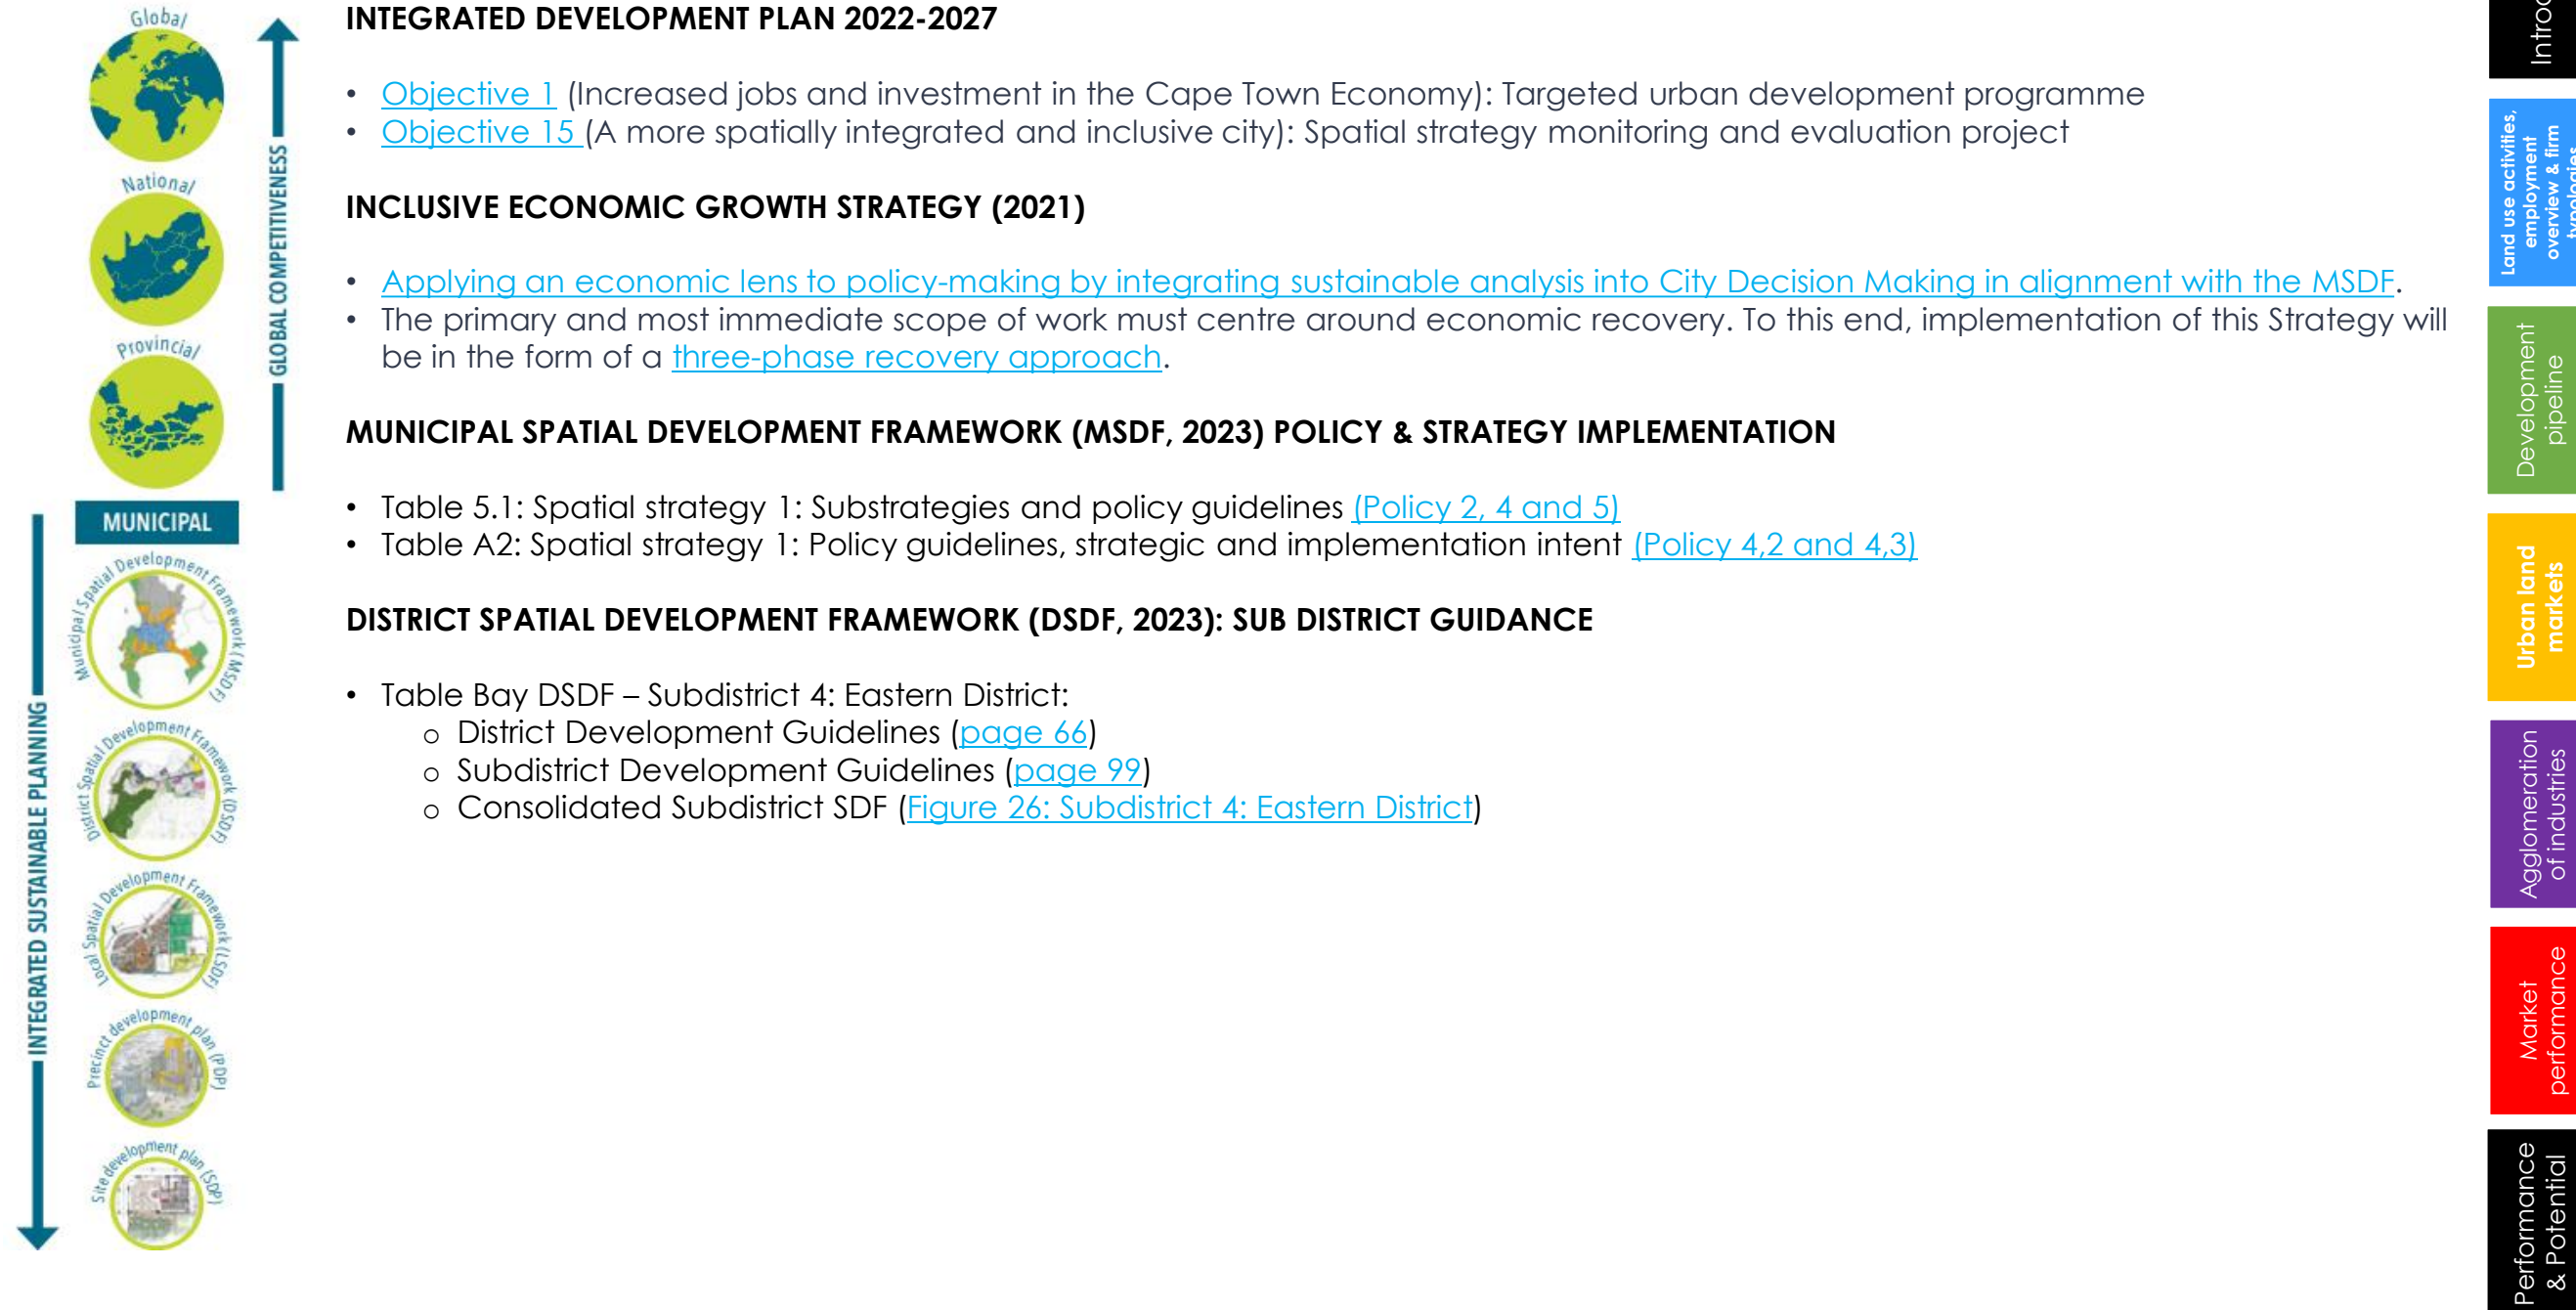 Global
National
Provincial
GLOBAL COMPETITIVENESS
MUNICIPAL
Municipal Spatial Development Framework (MSDF)
District Spatial Development Framework (DSDF)
Local Spatial Development Framework (LSDF)
Precinct development plan (PDP)
Site development plan (SDP)
INTEGRATED SUSTAINABLE PLANNING
INTEGRATED DEVELOPMENT PLAN 2022-2027
• Objective 1 (Increased jobs and investment in the Cape Town Economy): Targeted urban development programme
• Objective 15 (A more spatially integrated and inclusive city): Spatial strategy monitoring and evaluation project
INCLUSIVE ECONOMIC GROWTH STRATEGY (2021)
• Applying an economic lens to policy-making by integrating sustainable analysis into City Decision Making in alignment with the MSDF.
• The primary and most immediate scope of work must centre around economic recovery. To this end, implementation of this Strategy will
be in the form of a three-phase recovery approach.
MUNICIPAL SPATIAL DEVELOPMENT FRAMEWORK (MSDF, 2023) POLICY & STRATEGY IMPLEMENTATION
• Table 5.1: Spatial strategy 1: Substrategies and policy guidelines (Policy 2, 4 and 5)
• Table A2: Spatial strategy 1: Policy guidelines, strategic and implementation intent (Policy 4,2 and 4,3)
DISTRICT SPATIAL DEVELOPMENT FRAMEWORK (DSDF, 2023): SUB DISTRICT GUIDANCE
• Table Bay DSDF – Subdistrict 4: Eastern District:
o District Development Guidelines (page 66)
o Subdistrict Development Guidelines (page 99)
o Consolidated Subdistrict SDF (Figure 26: Subdistrict 4: Eastern District)
Land use activities,
employment
overview & firm
typologies
Development
pipeline
Urban land
markets
Agglomeration
of industries
Market
performance
Performance
& Potential